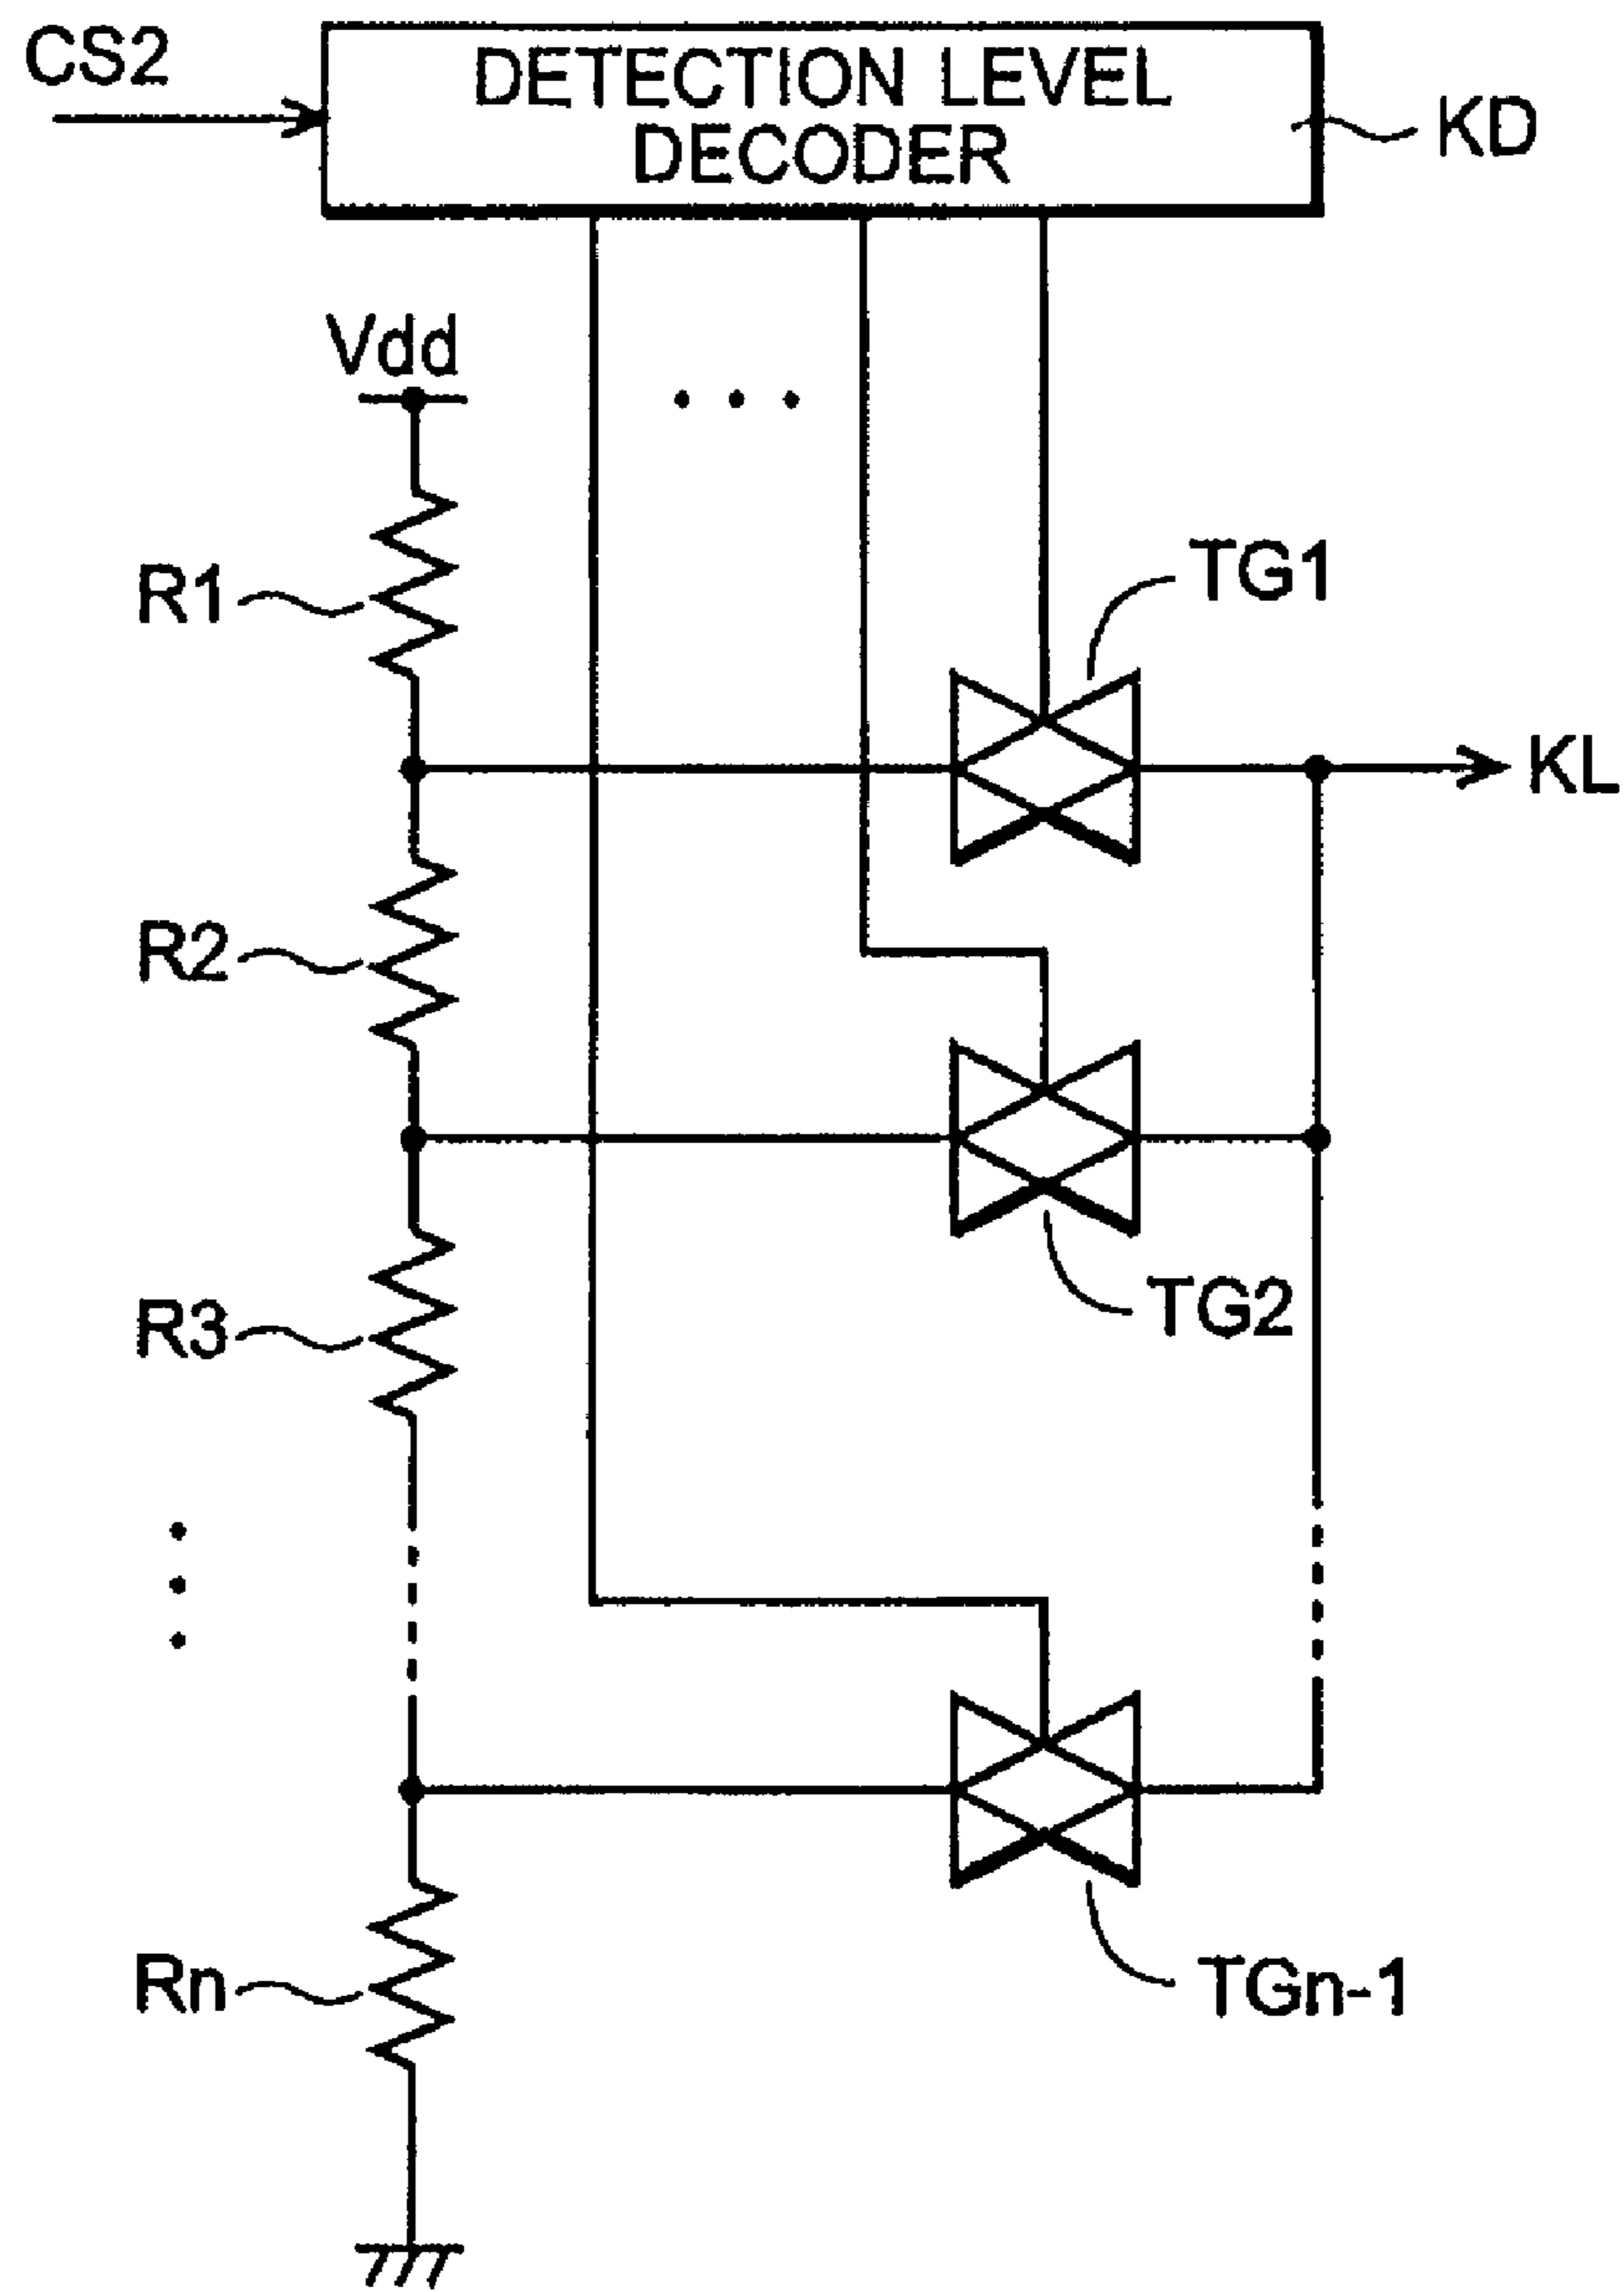 CS2
DETECTION LEVEL
DECODER
KD
Vdd
R1
TG1
KL
R2
R3
TG2
Rn
TGn-1